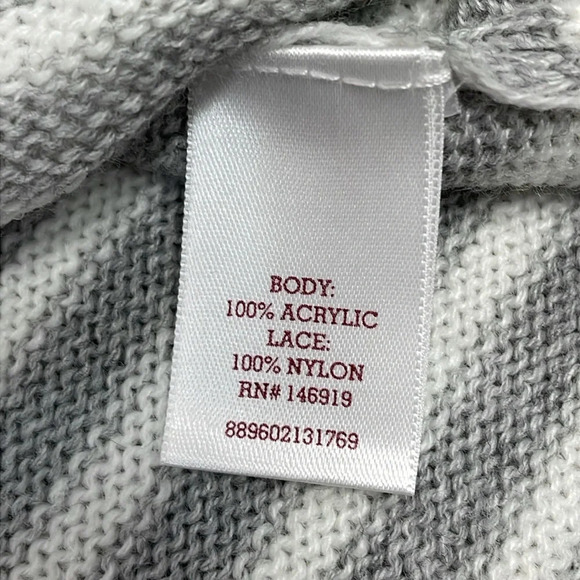 BODY:
100% ACRYLIC
LACE:
100% NYLON
RN# 146919
889602131769